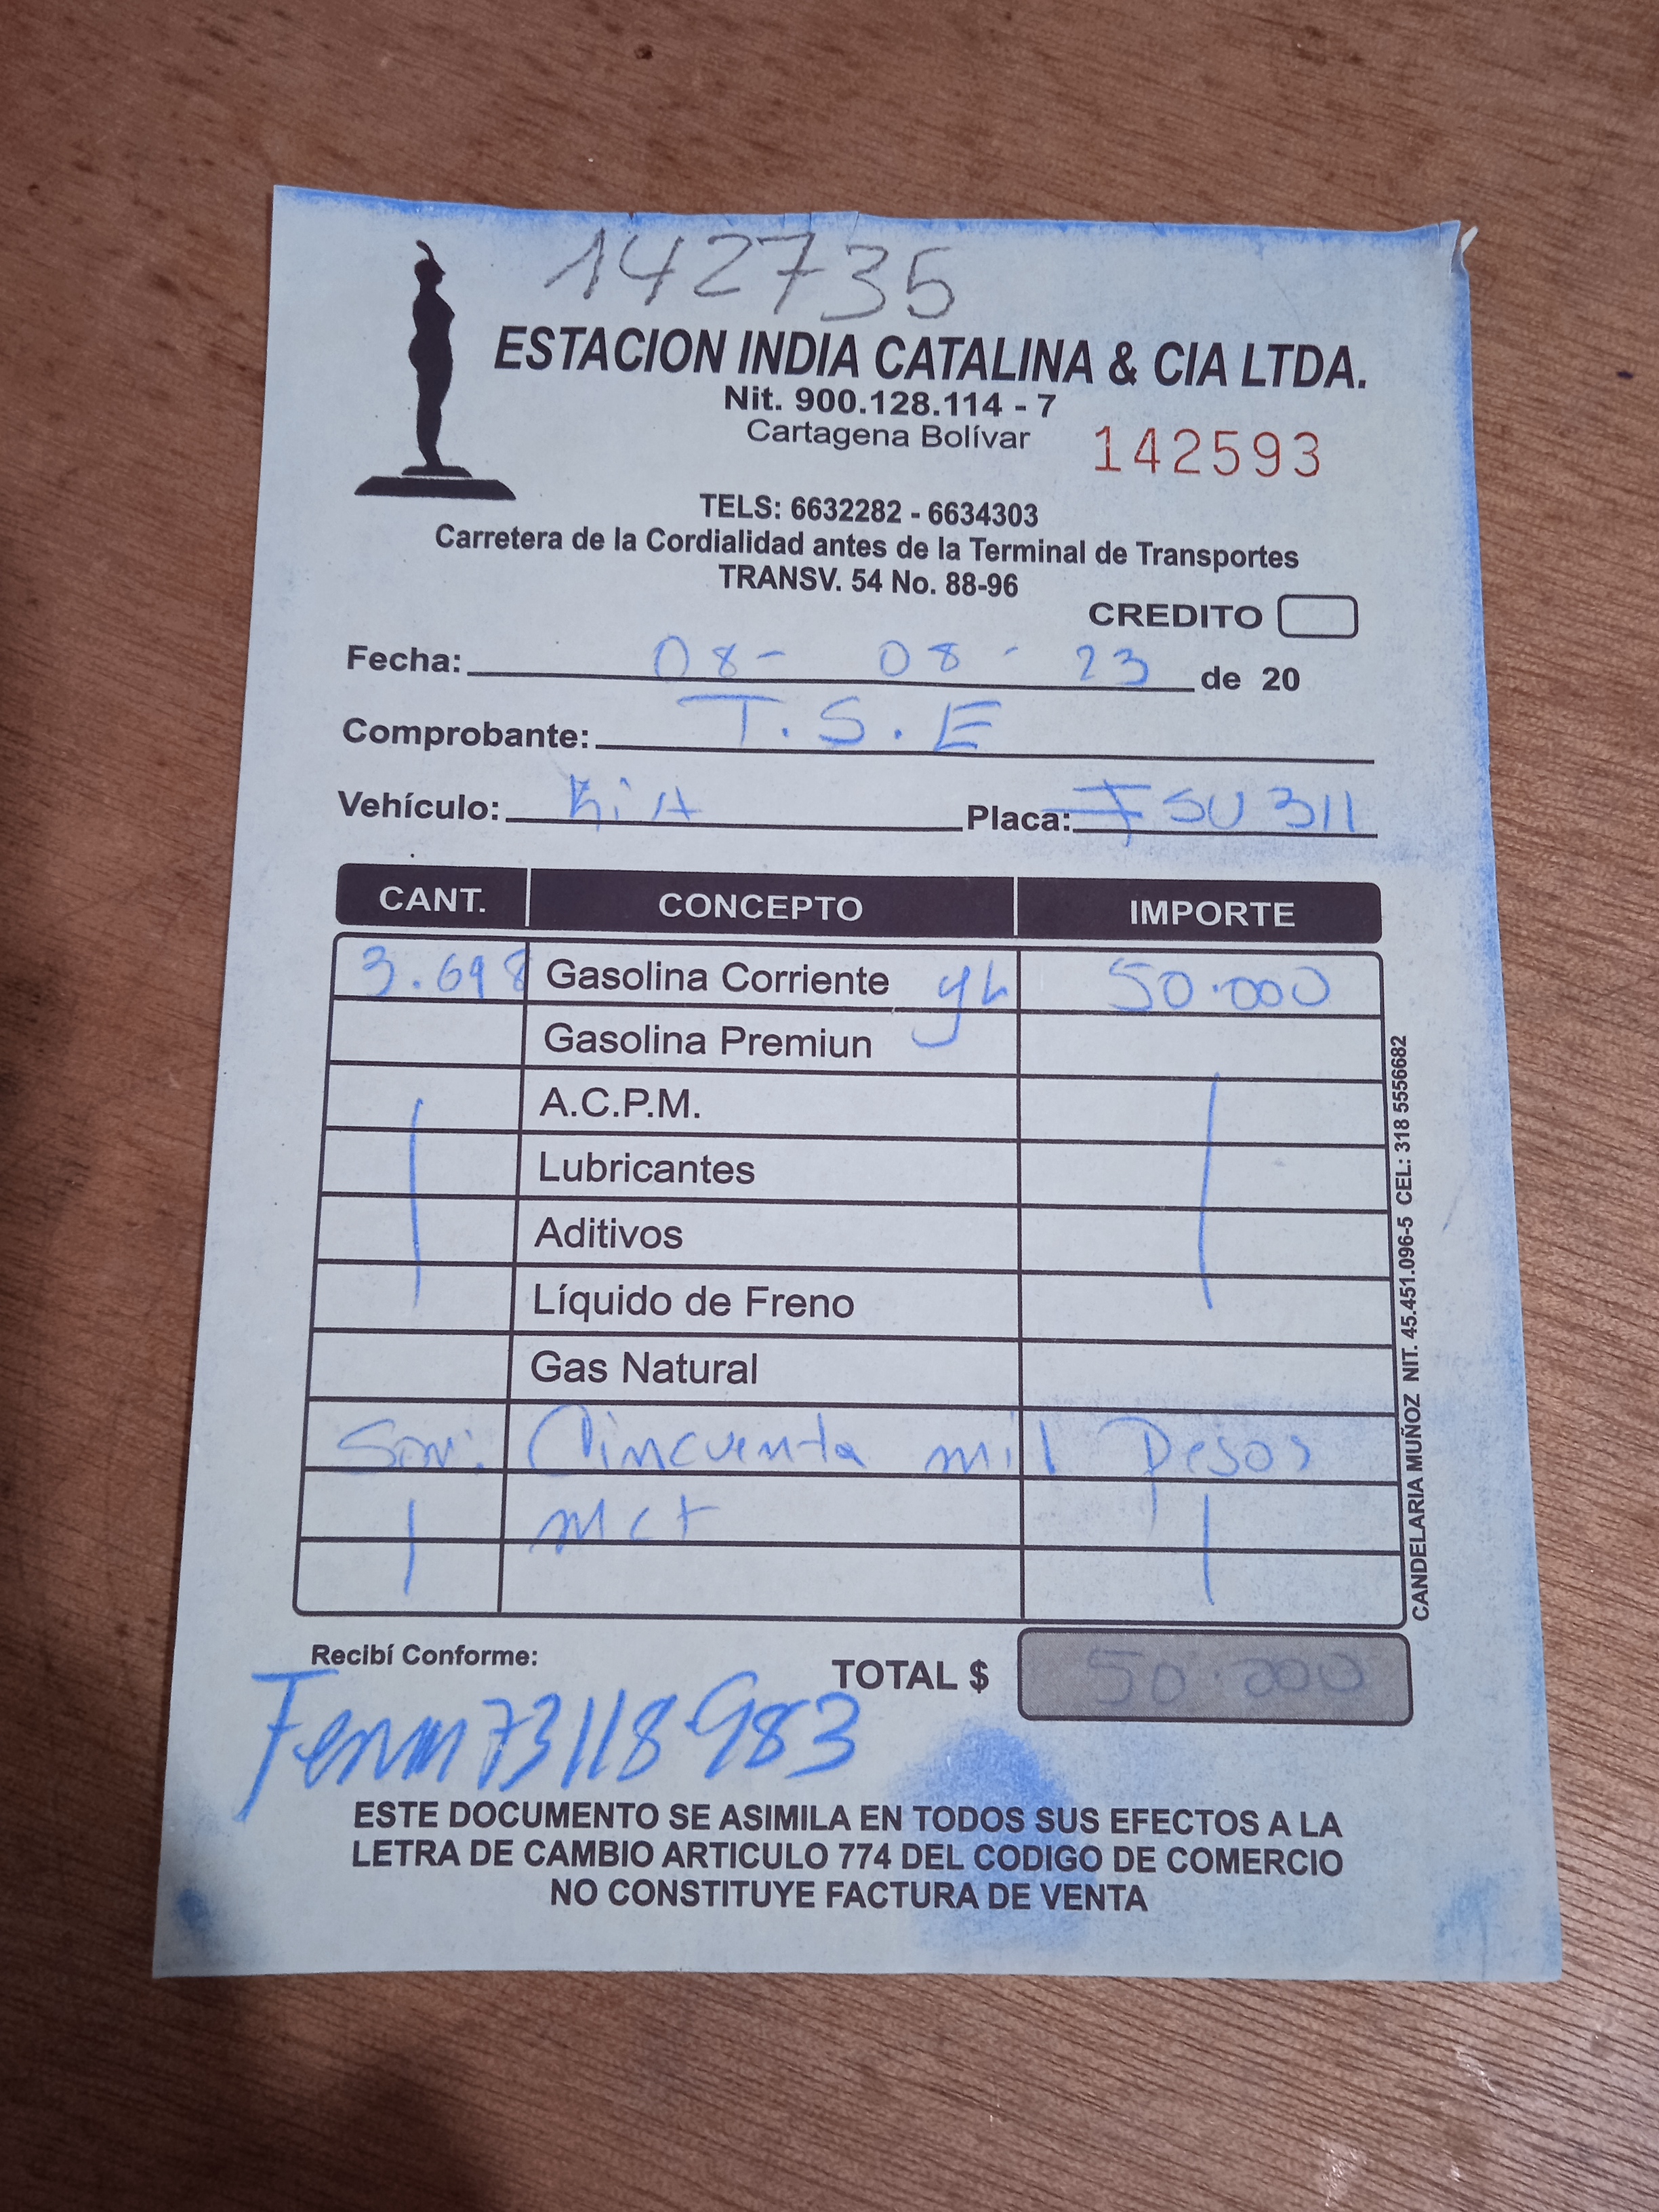 142735
ESTACION INDIA CATALINA & CIA LTDA.
Nit. 900.128.114 - 7
Cartagena Bolívar
142593
TELS: 6632282 - 6634303
Carretera de la Cordialidad antes de la Terminal de Transportes
TRANSV. 54 No. 88-96
CREDITO
Fecha: 08 - 08 - 23 de 20
Comprobante: T.S.E
Vehículo: KiA Placa: FSU 311
CANT. CONCEPTO IMPORTE
3.698 Gasolina Corriente 50.000
Gasolina Premiun
A.C.P.M.
Lubricantes
Aditivos
Líquido de Freno
Gas Natural
Son: Cincuenta mil Pesos
mct
CANDELARIA MUÑOZ NIT. 45.451.096-5 CEL: 318 5556682
Recibí Conforme:
TOTAL $ 50.000
73118983
ESTE DOCUMENTO SE ASIMILA EN TODOS SUS EFECTOS A LA
LETRA DE CAMBIO ARTICULO 774 DEL CODIGO DE COMERCIO
NO CONSTITUYE FACTURA DE VENTA